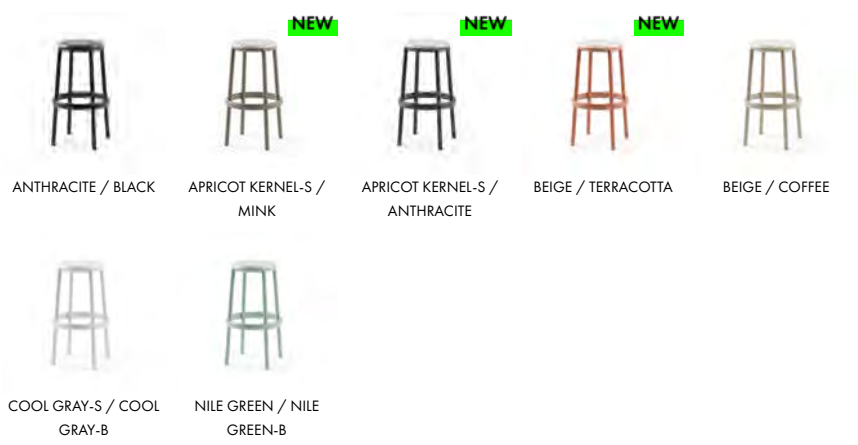 NEW
NEW
NEW
ANTHRACITE / BLACK
APRICOT KERNEL-S /
MINK
APRICOT KERNEL-S /
ANTHRACITE
BEIGE / TERRACOTTA
BEIGE / COFFEE
COOL GRAY-S / COOL
GRAY-B
NILE GREEN / NILE
GREEN-B